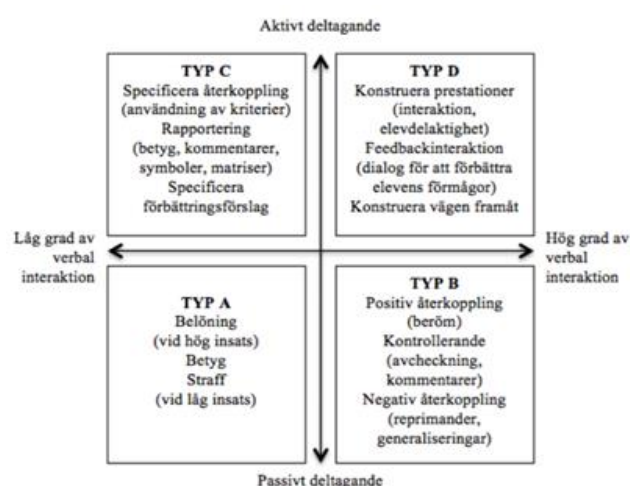 Aktivt deltagande
TYP C
Specificera återkoppling
(användning av kriterier)
Rapportering
(betyg, kommentarer,
symboler, matriser)
Specificera
förbättringsförslag
TYP D
Konstruera prestationer
(interaktion,
elevdelaktighet)
Feedbackinteraktion
(dialog för att förbättra
elevens förmågor)
Konstruera vägen framåt
Låg grad av
verbal
interaktion
Hög grad av
verbal
interaktion
TYP A
Belöning
(vid hög insats)
Betyg
Straff
(vid låg insats)
TYP B
Positiv återkoppling
(beröm)
Kontrollerande
(avcheckning,
kommentarer)
Negativ återkoppling
(reprimander,
generaliseringar)
Passivt deltagande